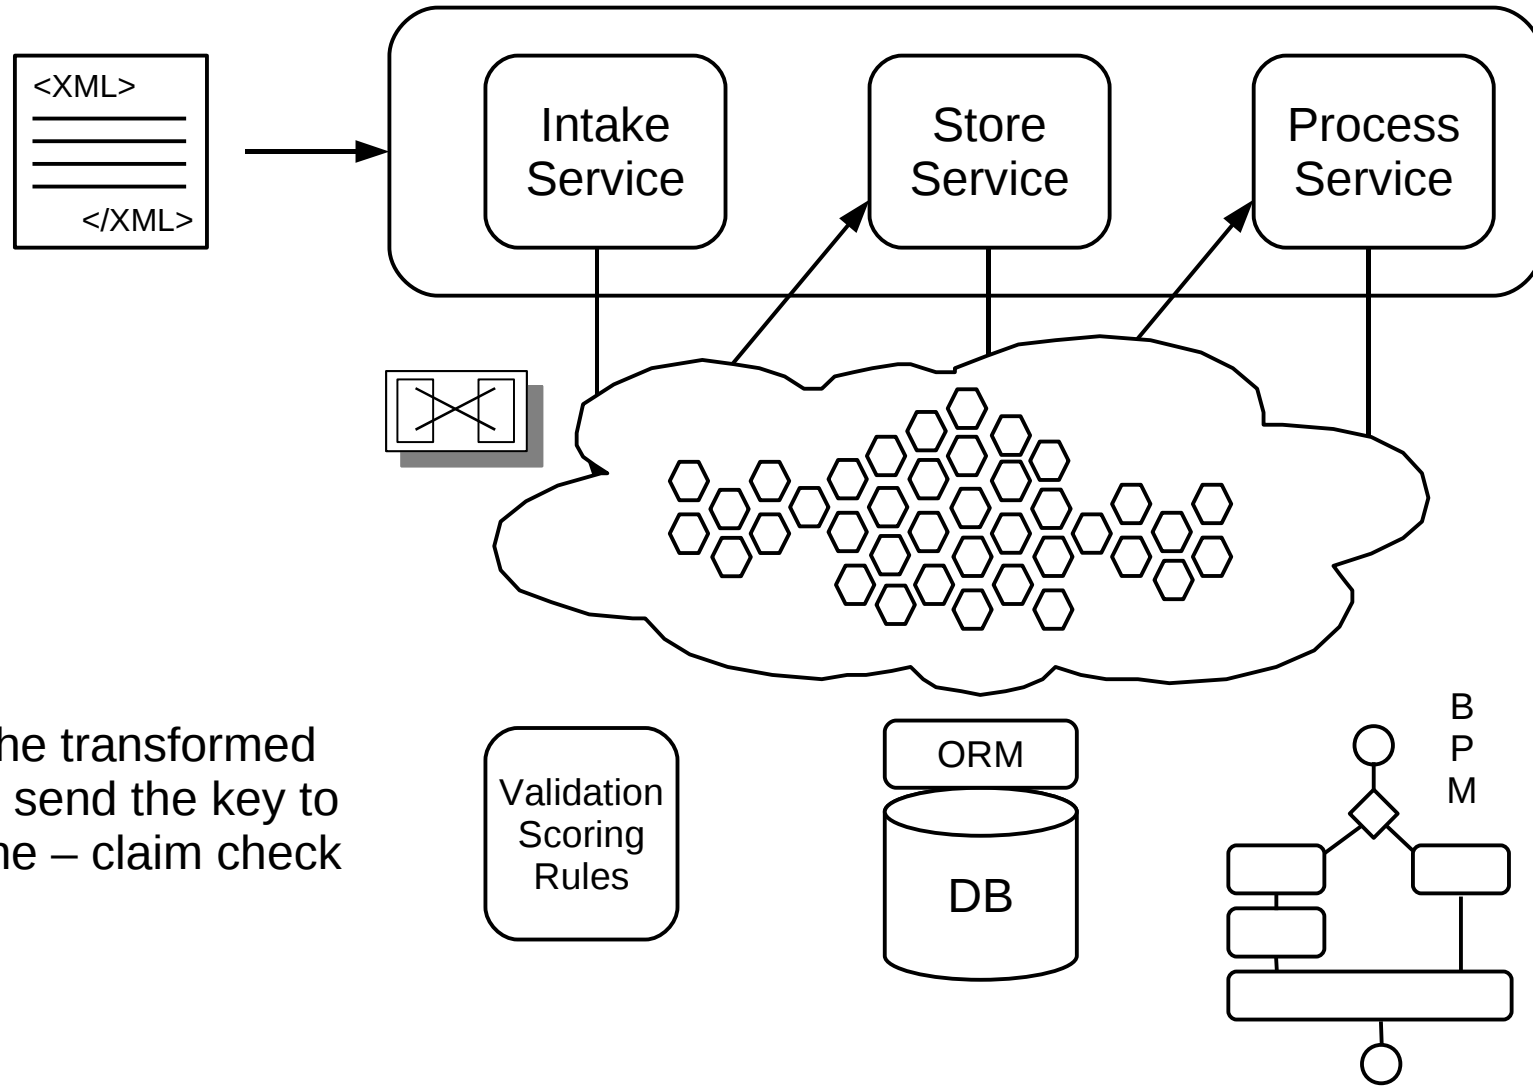 <XML>
</XML>
Intake
Service
Store
Service
Process
Service
he transformed
send the key to
ne – claim check
Validation
Scoring
Rules
ORM
DB
B
P
M